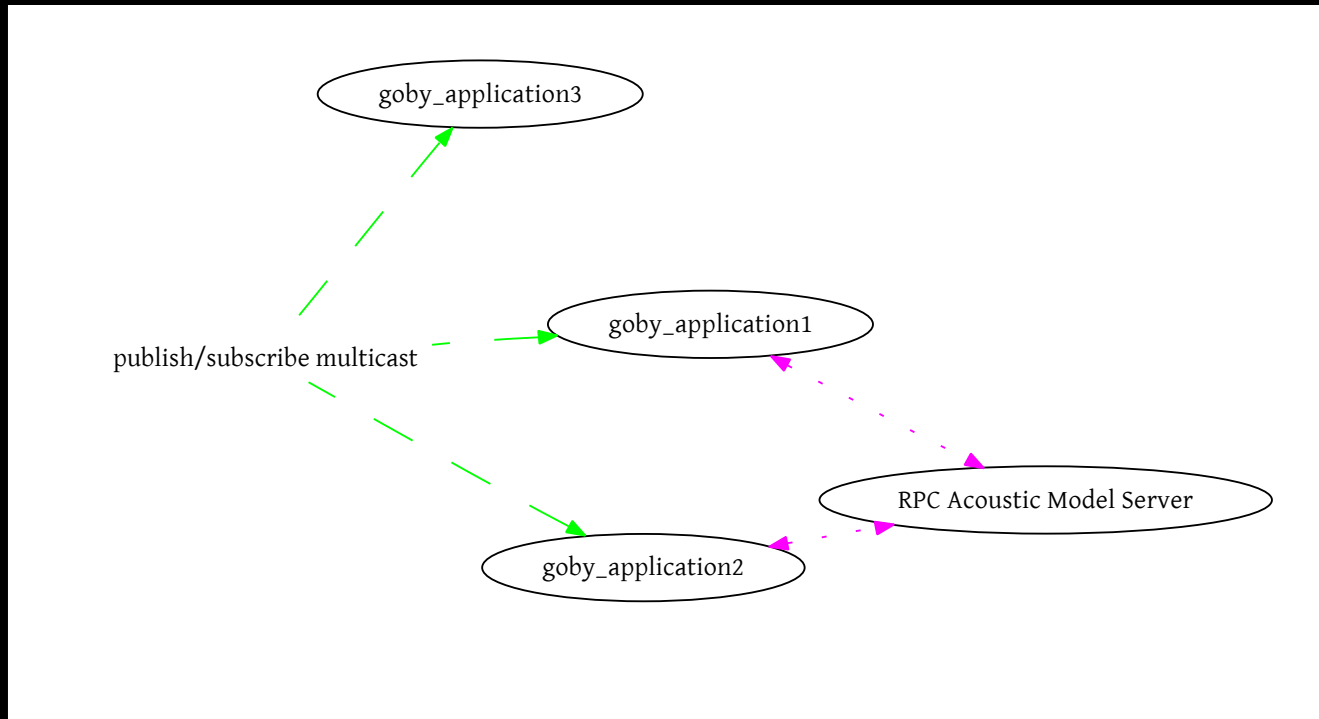 goby_application3
goby_application1
publish/subscribe multicast
RPC Acoustic Model Server
goby_application2